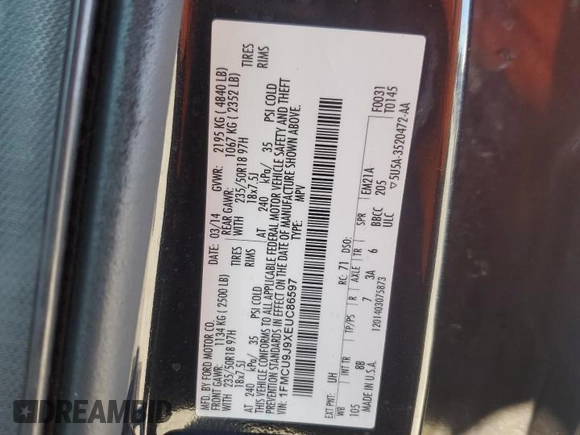 MFD. BY FORD MOTOR CO.
DATE: 03/14 GVWR: 2195 KG ( 4840 LB)
FRONT GAWR: 1134 KG ( 2500 LB) REAR GAWR: 1067 KG ( 2352 LB)
WITH 235/50R18 97H TIRES WITH 235/50R18 97H TIRES
18x7.5J RIMS 18x7.5J RIMS
AT 240 kPa/ 35 PSI COLD AT 240 kPa/ 35 PSI COLD
THIS VEHICLE CONFORMS TO ALL APPLICABLE FEDERAL MOTOR VEHICLE SAFETY AND THEFT
PREVENTION STANDARDS IN EFFECT ON THE DATE OF MANUFACTURE SHOWN ABOVE.
VIN: 1FMCU9J9XEUC86597 TYPE: MPV
F0031
T0145
EXT PNT: UH RC: 71 DSO: EM21A
WB INT TR TP/PS R AXLE TR SPR 205
105 8B 7 3A 6 BBCC
ULC
MADE IN U.S.A. 1201403075873
▽5U5A-3520472-AA
DREAMBID
DREAMBID